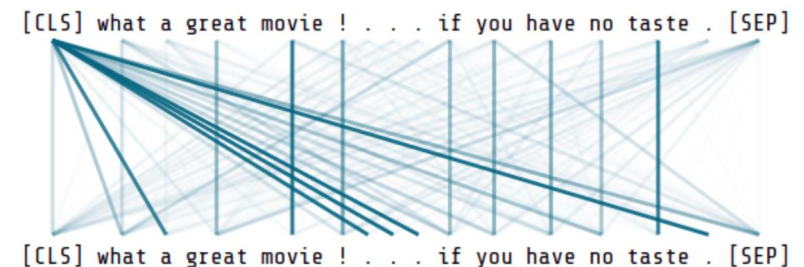 [CLS] what a great movie ! . . . if you have no taste . [SEP]
[CLS] what a great movie ! . . . if you have no taste . [SEP]